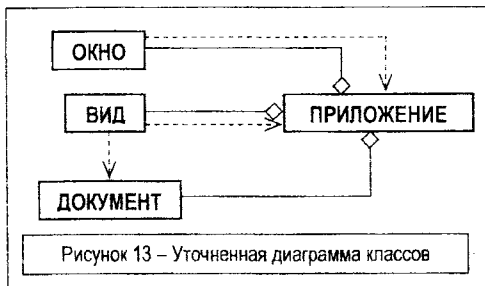 ОКНО
ВИД
ПРИЛОЖЕНИЕ
ДОКУМЕНТ
Рисунок 13 – Уточненная диаграмма классов